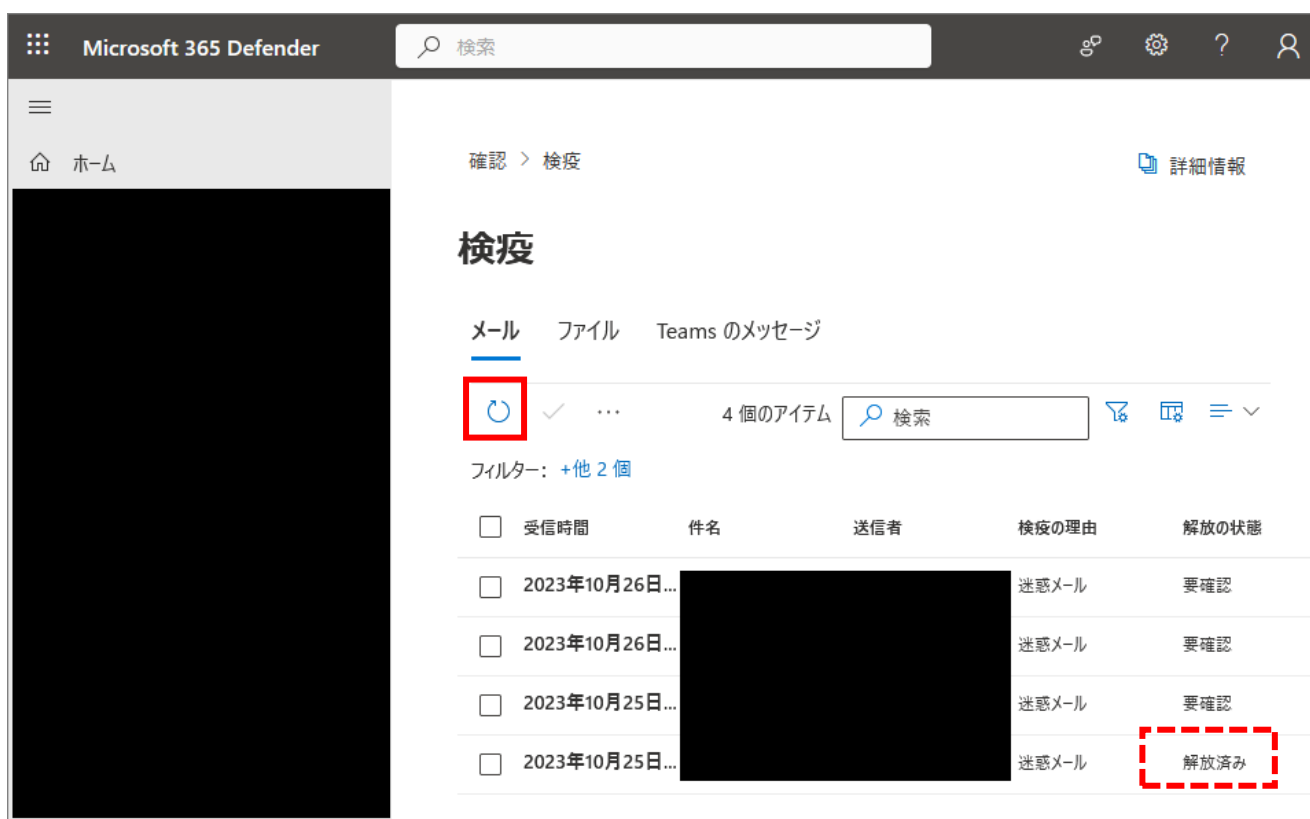 Microsoft 365 Defender 検索
ホーム
確認 > 検疫 詳細情報
検疫
メール ファイル Teams のメッセージ
4 個のアイテム 検索
フィルター: +他 2 個
受信時間 件名 送信者 検疫の理由 解放の状態
2023年10月26日... 迷惑メール 要確認
2023年10月26日... 迷惑メール 要確認
2023年10月25日... 迷惑メール 要確認
2023年10月25日... 迷惑メール 解放済み